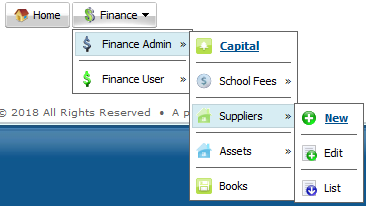 Home Finance
Finance Admin »
Finance User »
Capital
School Fees »
Suppliers »
Assets »
Books
New
Edit
List
© 2018 All Rights Reserved • A p